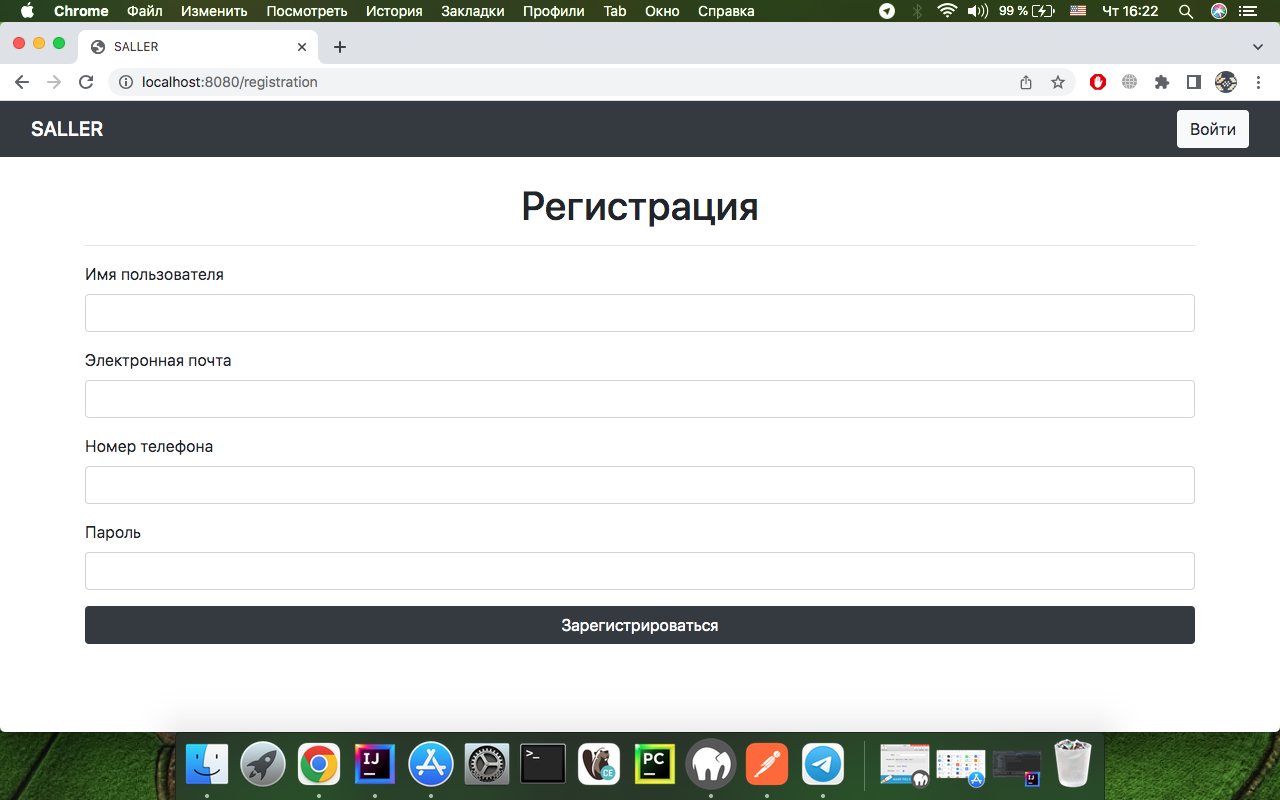 Chrome Файл Изменить Посмотреть История Закладки Профили Tab Окно Справка 99 % Чт 16:22
SALLER
localhost:8080/registration
SALLER Войти
Регистрация
Имя пользователя
Электронная почта
Номер телефона
Пароль
Зарегистрироваться
IJ >_ CE PC